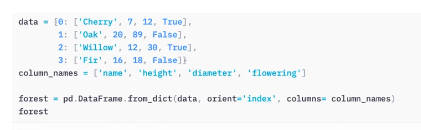 data = {0: ['Cherry', 7, 12, True],
        1: ['Oak', 20, 89, False],
        2: ['Willow', 12, 30, True],
        3: ['Fir', 16, 18, False]}
column_names = ['name', 'height', 'diameter', 'flowering']

forest = pd.DataFrame.from_dict(data, orient='index', columns= column_names)
forest